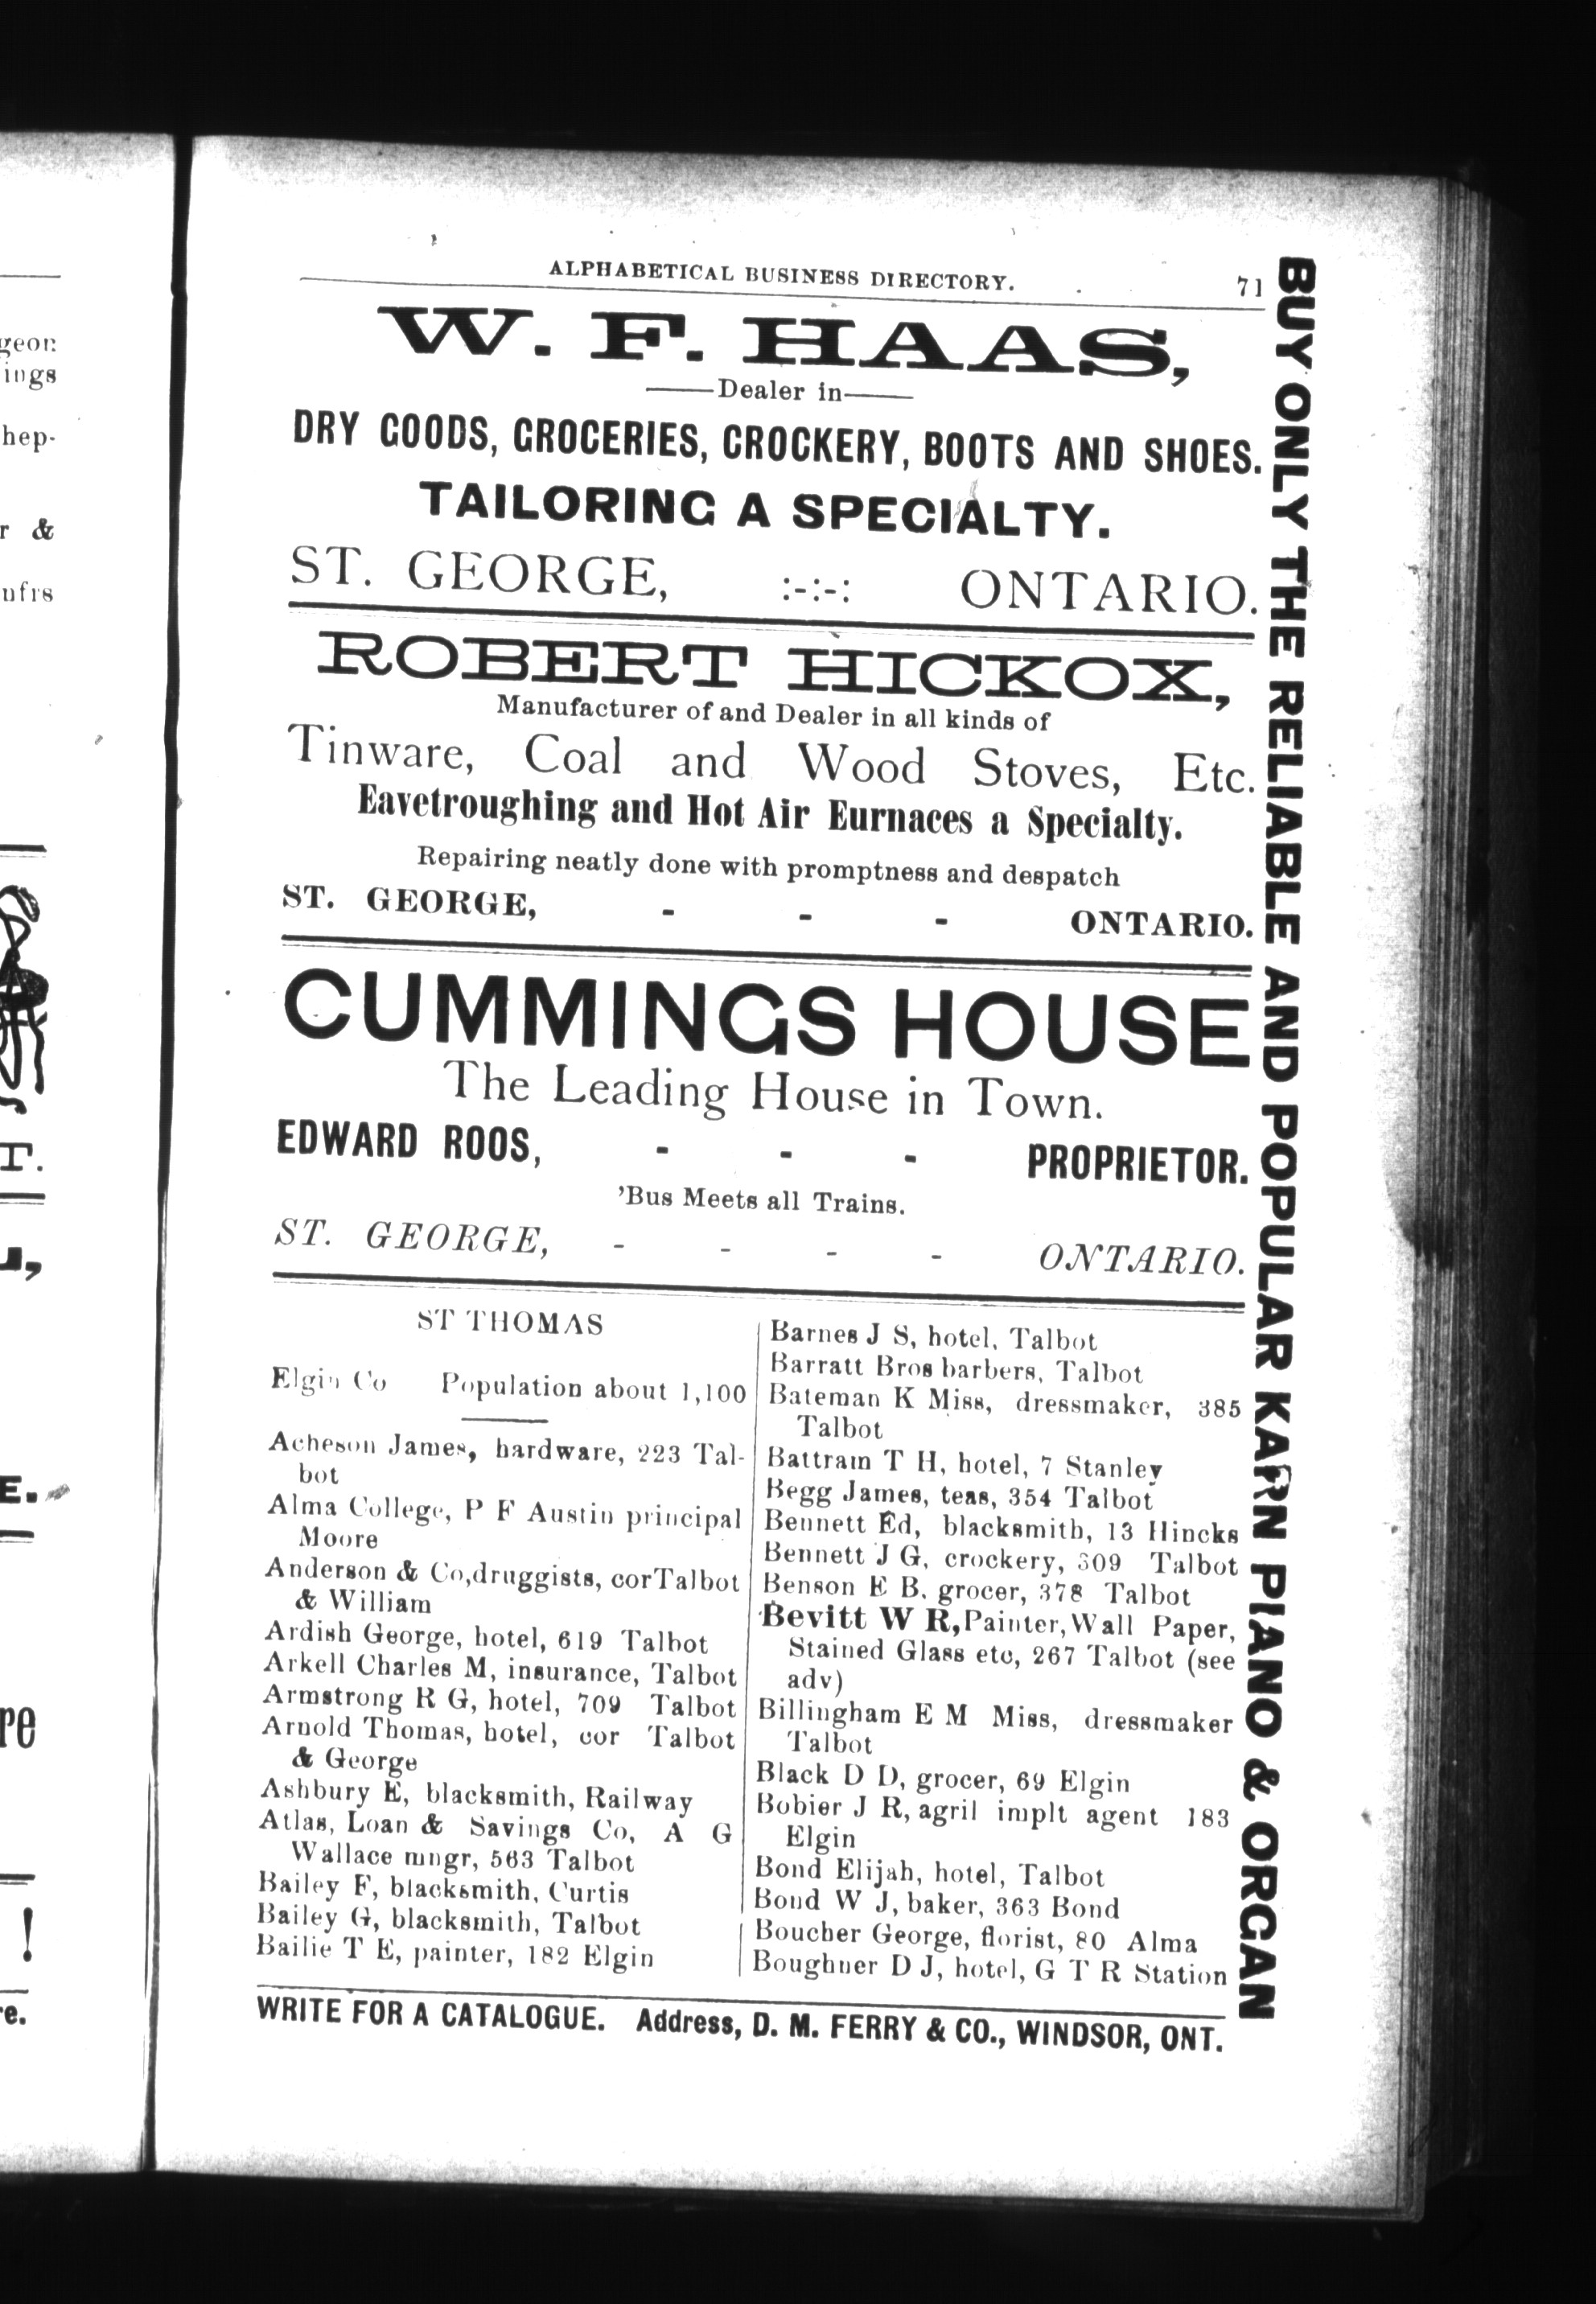 geon
ings
hep-
r &
nfrs
T.
E.
re
!
e.
ALPHABETICAL BUSINESS DIRECTORY. 71
W. F. HAAS,
Dealer in
DRY GOODS, GROCERIES, CROCKERY, BOOTS AND SHOES.
TAILORING A SPECIALTY.
ST. GEORGE, :-:-: ONTARIO.
ROBERT HICKOX,
Manufacturer of and Dealer in all kinds of
Tinware, Coal and Wood Stoves, Etc.
Eavetroughing and Hot Air Eurnaces a Specialty.
Repairing neatly done with promptness and despatch
ST. GEORGE, - - - ONTARIO.
CUMMINGS HOUSE
The Leading House in Town.
EDWARD ROOS, - - - PROPRIETOR.
'Bus Meets all Trains.
ST. GEORGE, - - - - ONTARIO.
ST THOMAS
Elgin Co Population about 1,100
Acheson James, hardware, 223 Tal-
bot
Alma College, P F Austin principal
Moore
Anderson & Co,druggists, corTalbot
& William
Ardish George, hotel, 619 Talbot
Arkell Charles M, insurance, Talbot
Armstrong R G, hotel, 709 Talbot
Arnold Thomas, hotel, cor Talbot
& George
Ashbury E, blacksmith, Railway
Atlas, Loan & Savings Co, A G
Wallace mngr, 563 Talbot
Bailey F, blacksmith, Curtis
Bailey G, blacksmith, Talbot
Bailie T E, painter, 182 Elgin
Barnes J S, hotel, Talbot
Barratt Bros barbers, Talbot
Bateman K Miss, dressmaker, 385
Talbot
Battram T H, hotel, 7 Stanley
Begg James, teas, 354 Talbot
Bennett Ed, blacksmith, 13 Hincks
Bennett J G, crockery, 309 Talbot
Benson E B. grocer, 378 Talbot
Bevitt W R,Painter,Wall Paper,
Stained Glass etc, 267 Talbot (see
adv)
Billingham E M Miss, dressmaker
Talbot
Black D D, grocer, 69 Elgin
Bobier J R, agril implt agent 183
Elgin
Bond Elijah, hotel, Talbot
Bond W J, baker, 363 Bond
Boucher George, florist, 80 Alma
Boughner D J, hotel, G T R Station
WRITE FOR A CATALOGUE. Address, D. M. FERRY & CO., WINDSOR, ONT.
BUY ONLY THE RELIABLE AND POPULAR KARN PIANO & ORGAN